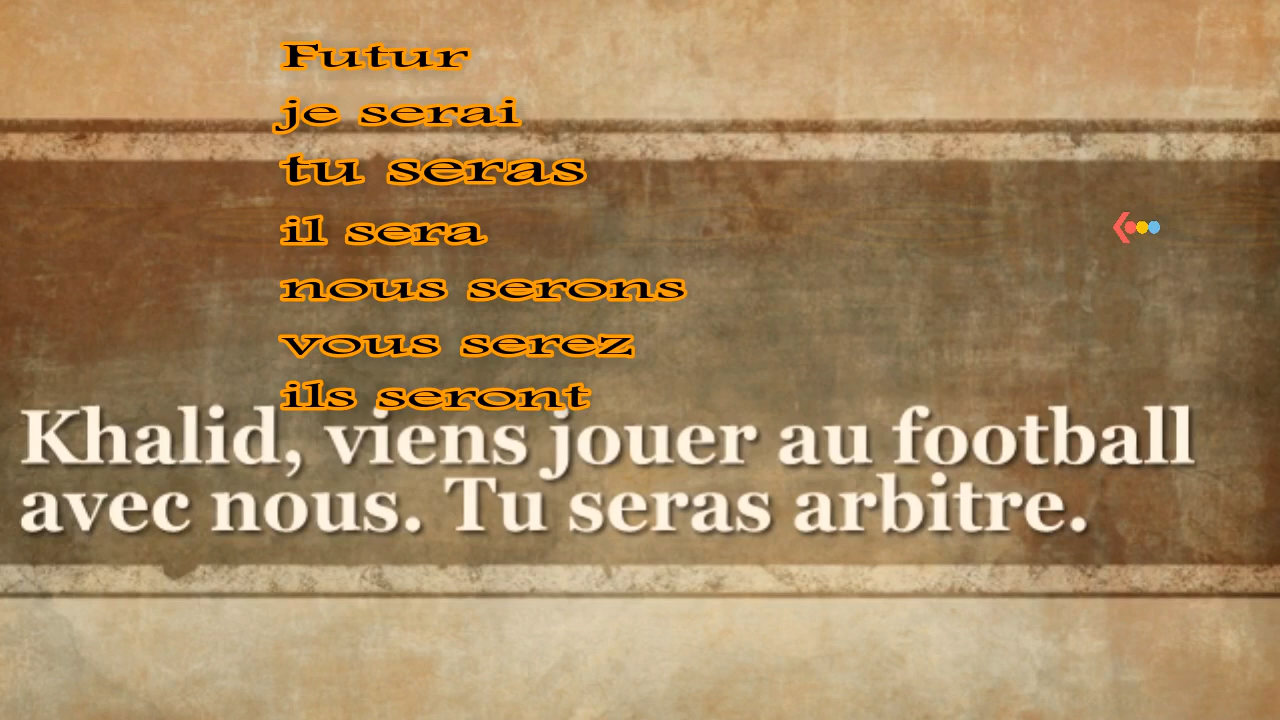 Futur
je serai
tu seras
il sera
nous serons
vous serez
ils seront
Khalid, viens jouer au football
avec nous. Tu seras arbitre.